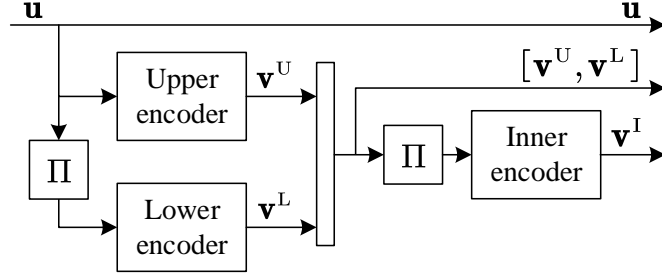 u u
Upper encoder
v^U
[v^U, v^L]
Π
Π
Inner encoder
v^I
Lower encoder
v^L